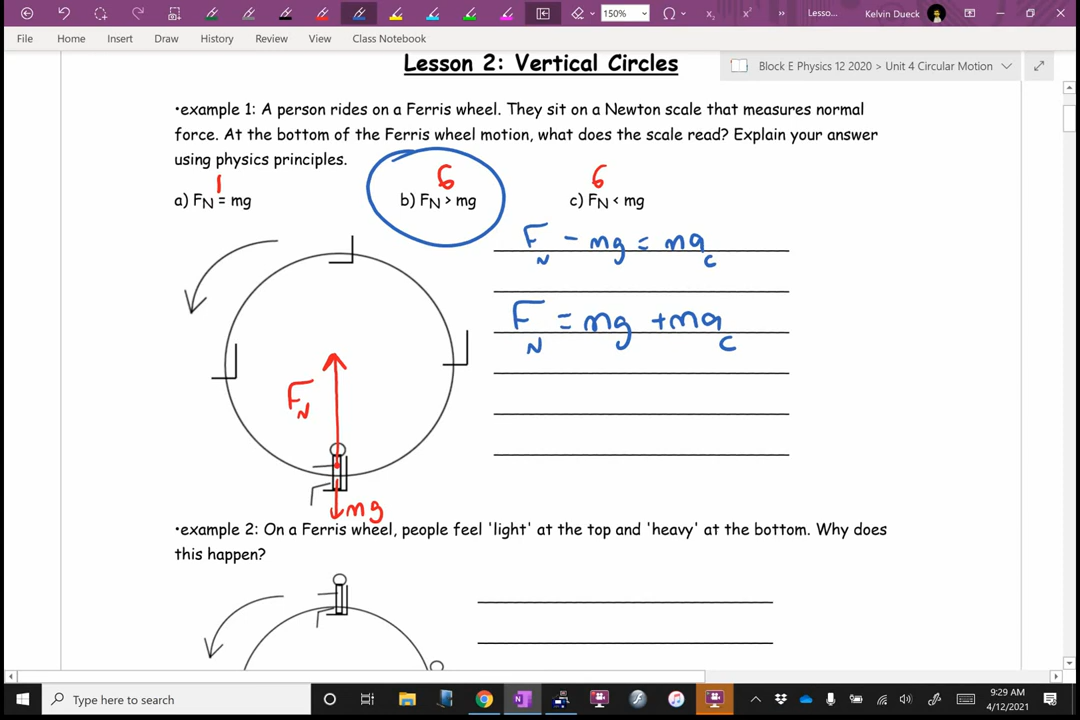 150%
Lesso...
Kelvin Dueck
File Home Insert Draw History Review View Class Notebook
Block E Physics 12 2020 > Unit 4 Circular Motion
Lesson 2: Vertical Circles
•example 1: A person rides on a Ferris wheel. They sit on a Newton scale that measures normal
force. At the bottom of the Ferris wheel motion, what does the scale read? Explain your answer
using physics principles.
1 6 6
a) FN = mg b) FN > mg c) FN < mg
FN - mg = mac
FN = mg + mac
FN
mg
•example 2: On a Ferris wheel, people feel 'light' at the top and 'heavy' at the bottom. Why does
this happen?
Type here to search
9:29 AM
4/12/2021